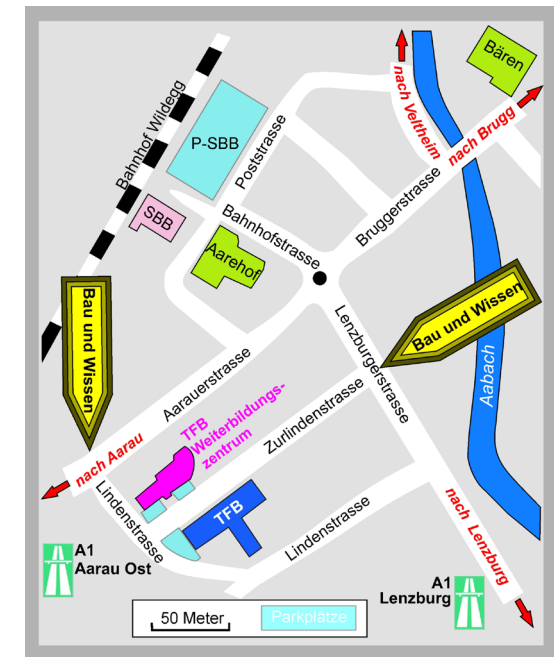 Bären
nach Veltheim
nach Brugg
Bahnhof Wildegg
P-SBB
Poststrasse
SBB
Bahnhofstrasse
Bruggerstrasse
Aarehof
Bau und Wissen
Bau und Wissen
Lenzburgerstrasse
Aabach
Aarauerstrasse
TFB
Weiterbildungs-
zentrum
Zurlindenstrasse
nach Aarau
Lindenstrasse
TFB
Lindenstrasse
nach Lenzburg
A1
Aarau Ost
A1
Lenzburg
50 Meter
Parkplätze